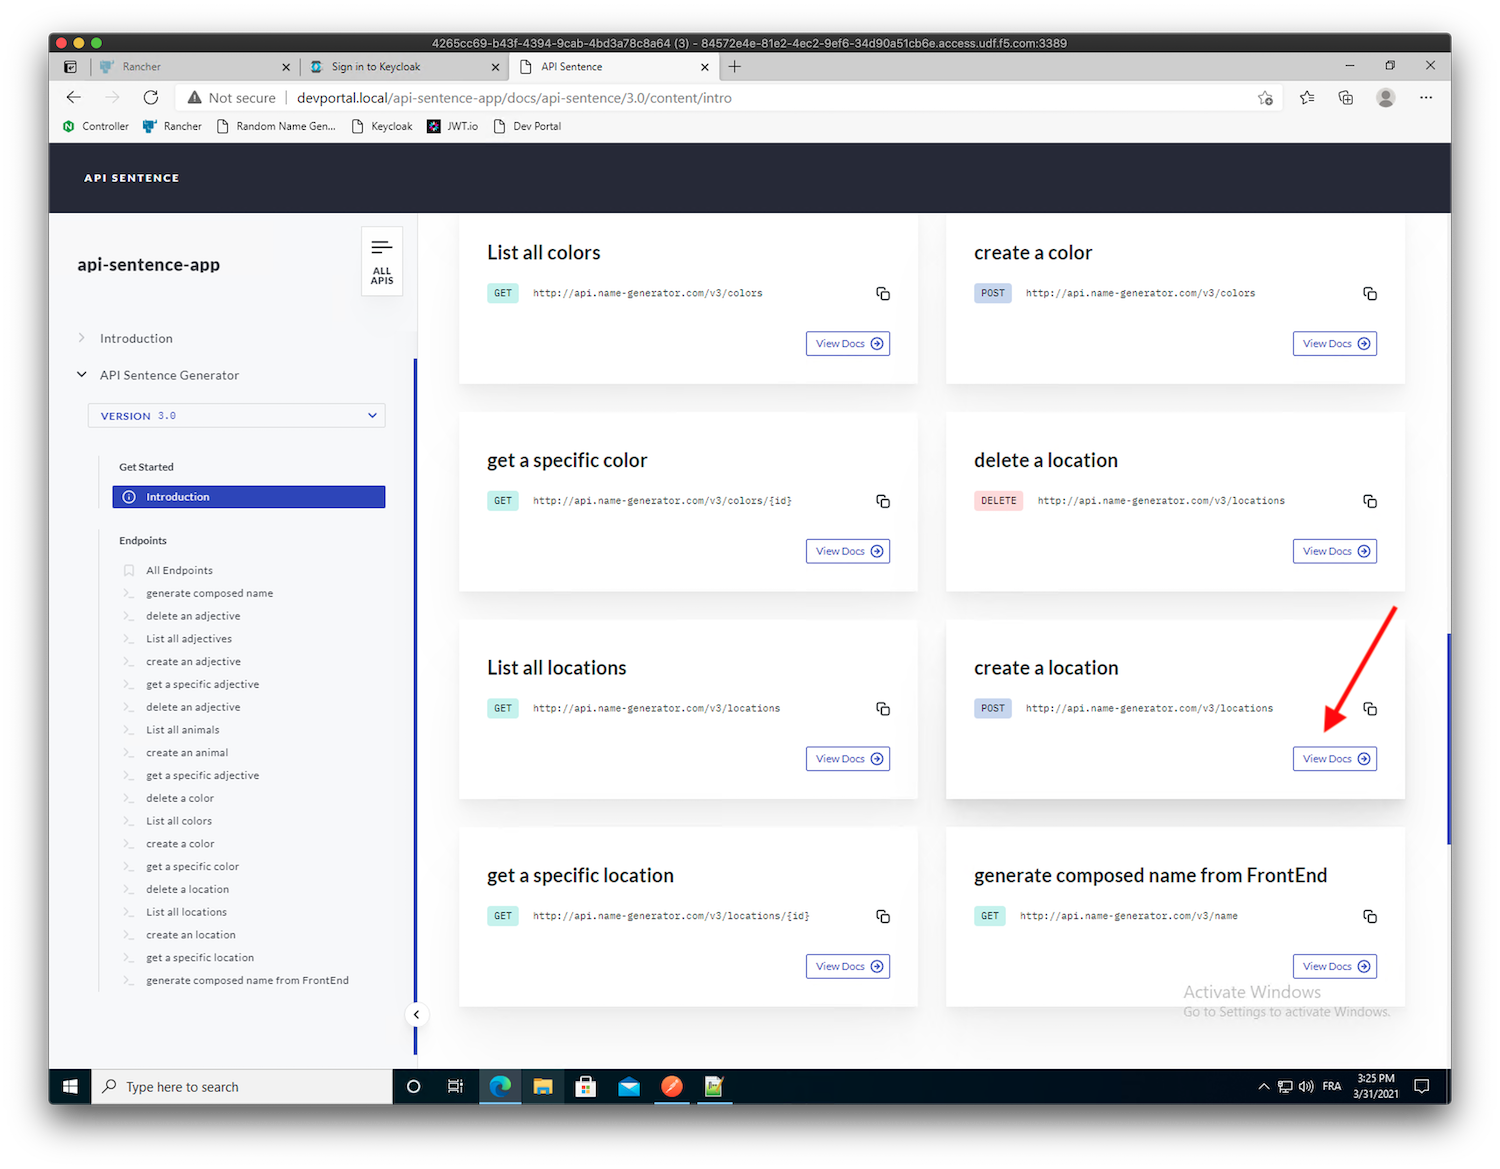 4265cc69-b43f-4394-9cab-4bd3a78c8a64 (3) - 84572e4e-81e2-4ec2-9ef6-34d90a51cb6e.access.udf.f5.com:3389
Rancher
Sign in to Keycloak
API Sentence
Not secure
devportal.local/api-sentence-app/docs/api-sentence/3.0/content/intro
Controller
Rancher
Random Name Gen...
Keycloak
JWT.io
Dev Portal
API SENTENCE
api-sentence-app
ALL
APIS
Introduction
API Sentence Generator
VERSION 3.0
Get Started
Introduction
Endpoints
All Endpoints
generate composed name
delete an adjective
List all adjectives
create an adjective
get a specific adjective
delete an adjective
List all animals
create an animal
get a specific adjective
delete a color
List all colors
create a color
get a specific color
delete a location
List all locations
create an location
get a specific location
generate composed name from FrontEnd
List all colors
GET http://api.name-generator.com/v3/colors
View Docs
create a color
POST http://api.name-generator.com/v3/colors
View Docs
get a specific color
GET http://api.name-generator.com/v3/colors/{id}
View Docs
delete a location
DELETE http://api.name-generator.com/v3/locations
View Docs
List all locations
GET http://api.name-generator.com/v3/locations
View Docs
create a location
POST http://api.name-generator.com/v3/locations
View Docs
get a specific location
GET http://api.name-generator.com/v3/locations/{id}
View Docs
generate composed name from FrontEnd
GET http://api.name-generator.com/v3/name
View Docs
Activate Windows
Go to Settings to activate Windows.
Type here to search
FRA
3:25 PM
3/31/2021